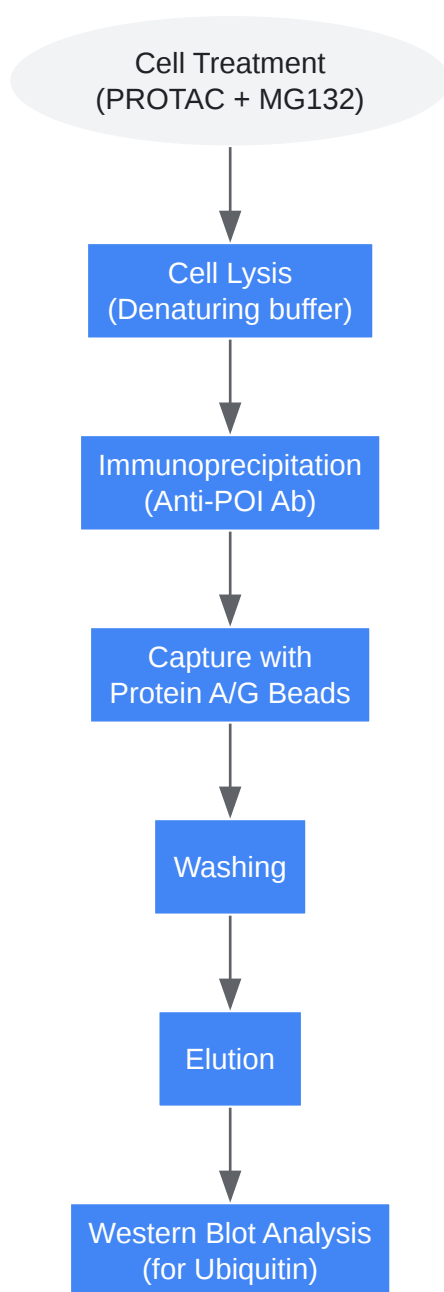 Cell Treatment
(PROTAC + MG132)
Cell Lysis
(Denaturing buffer)
Immunoprecipitation
(Anti-POI Ab)
Capture with
Protein A/G Beads
Washing
Elution
Western Blot Analysis
(for Ubiquitin)